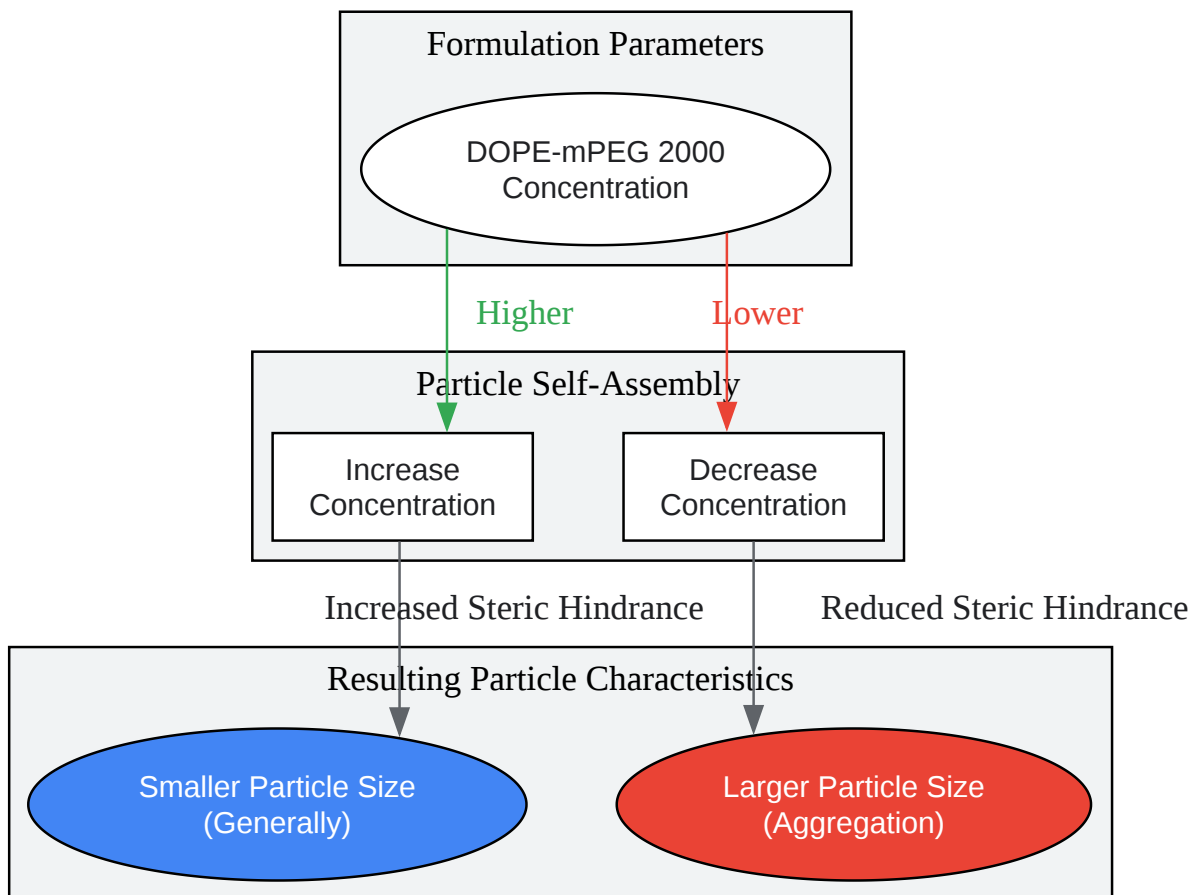 Formulation Parameters
DOPE-mPEG 2000
Concentration
Higher
Lower
Particle Self-Assembly
Increase
Concentration
Decrease
Concentration
Increased Steric Hindrance
Reduced Steric Hindrance
Resulting Particle Characteristics
Smaller Particle Size
(Generally)
Larger Particle Size
(Aggregation)